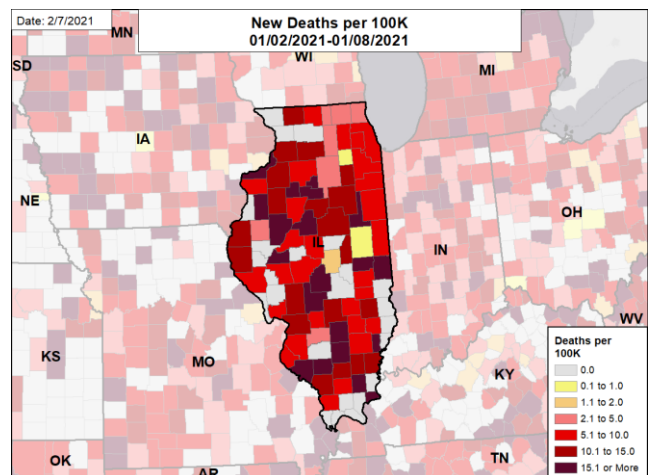 Date: 2/7/2021
New Deaths per 100K
01/02/2021-01/08/2021
MN
WI
SD
MI
IA
NE
OH
IL
IN
WV
KS
MO
KY
OK
AR
TN
Deaths per
100K
0.0
0.1 to 1.0
1.1 to 2.0
2.1 to 5.0
5.1 to 10.0
10.1 to 15.0
15.1 or More